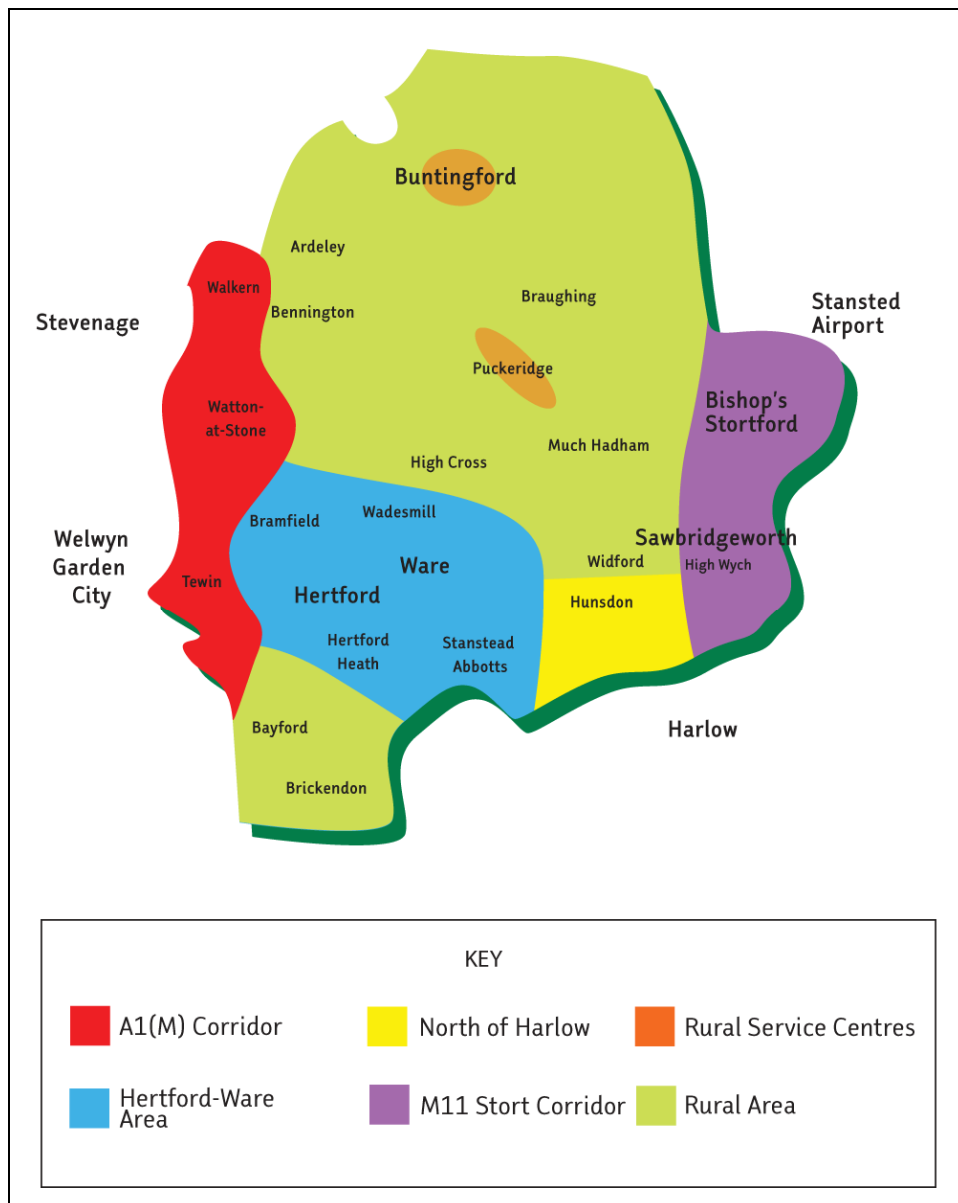 Buntingford
Ardeley
Walkern
Braughing
Stansted
Airport
Bennington
Stevenage
Puckeridge
Bishop's
Stortford
Watton-
at-Stone
Much Hadham
High Cross
Bramfield
Wadesmill
Welwyn
Garden
City
Sawbridgeworth
Ware
Widford
High Wych
Tewin
Hertford
Hunsdon
Hertford
Heath
Stanstead
Abbotts
Bayford
Harlow
Brickendon
KEY
A1(M) Corridor
North of Harlow
Rural Service Centres
Hertford-Ware
Area
M11 Stort Corridor
Rural Area